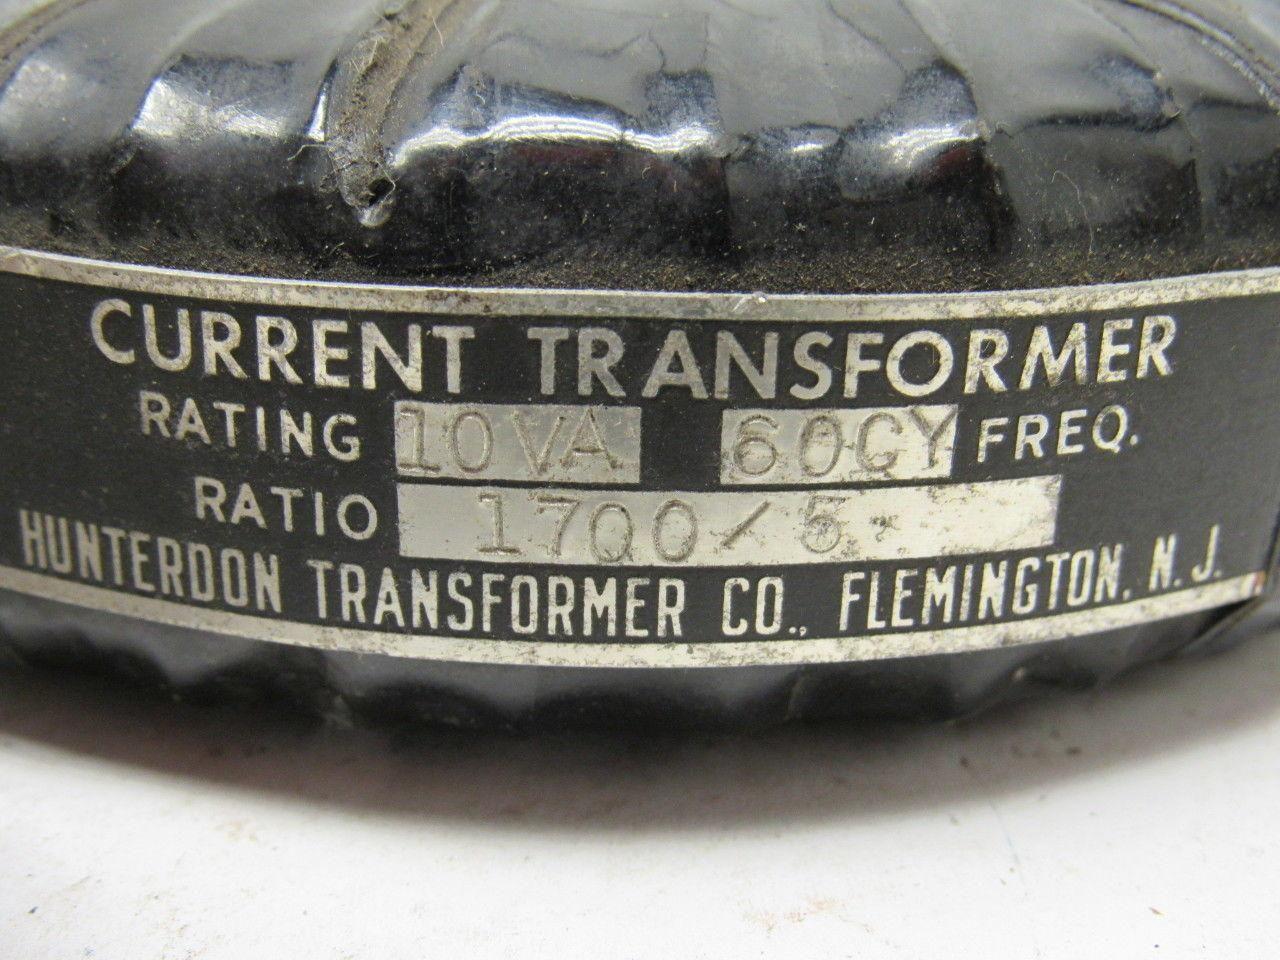 CURRENT TRANSFORMER
RATING 10VA 60CY FREQ.
RATIO 1700/5
HUNTERDON TRANSFORMER CO., FLEMINGTON, N. J.